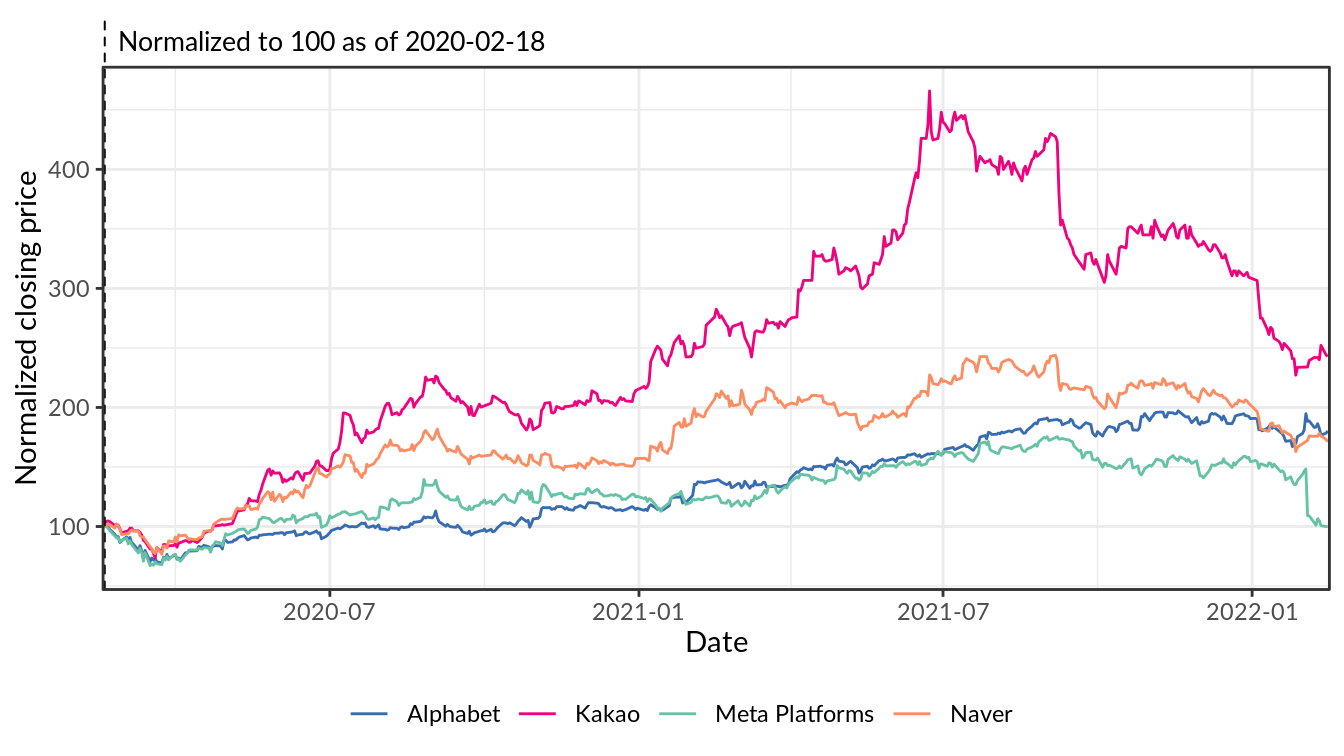 Normalized to 100 as of 2020-02-18
Normalized closing price
400
300
200
100
2020-07 2021-01 2021-07 2022-01
Date
Alphabet Kakao Meta Platforms Naver